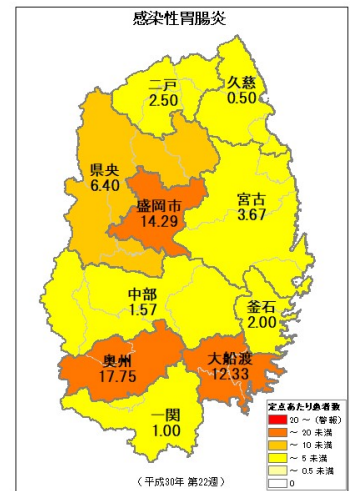 感染性胃腸炎
二戸
2.50
久慈
0.50
県央
6.40
盛岡市
14.29
宮古
3.67
中部
1.57
釜石
2.00
奥州
17.75
大船渡
12.33
一関
1.00
定点あたり患者数
20 ～ (警報)
～ 20 未満
～ 10 未満
～ 5 未満
～ 0.5 未満
0
(平成30年 第22週)